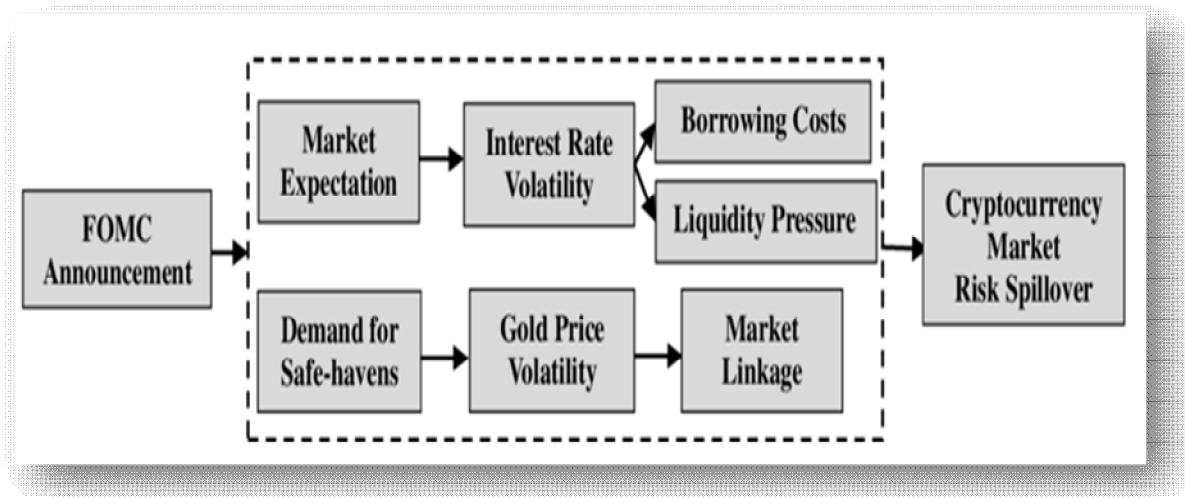 FOMC
Announcement
Market
Expectation
Interest Rate
Volatility
Borrowing Costs
Liquidity Pressure
Demand for
Safe-havens
Gold Price
Volatility
Market
Linkage
Cryptocurrency
Market
Risk Spillover